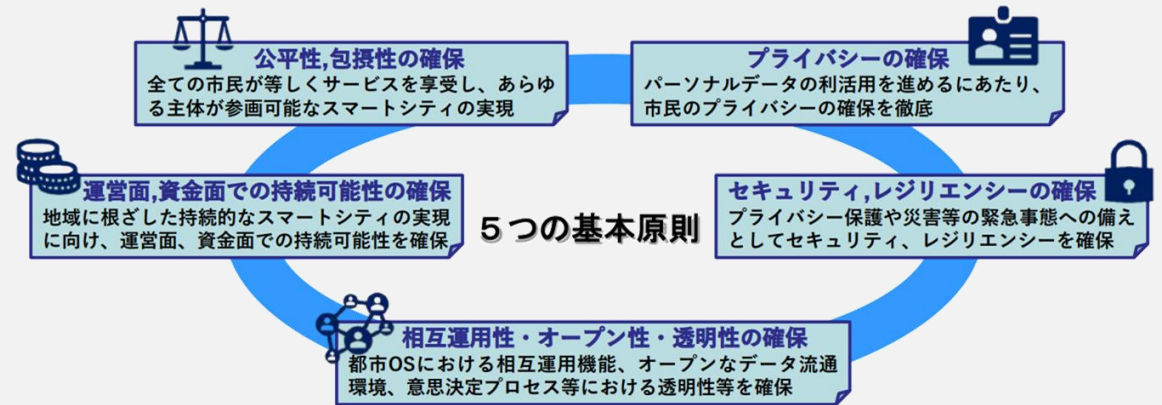 公平性,包摂性の確保
全ての市民が等しくサービスを享受し、あらゆ
る主体が参画可能なスマートシティの実現
プライバシーの確保
パーソナルデータの利活用を進めるにあたり、
市民のプライバシーの確保を徹底
運営面,資金面での持続可能性の確保
地域に根ざした持続的なスマートシティの実現
に向け、運営面、資金面での持続可能性を確保
5つの基本原則
セキュリティ,レジリエンシーの確保
プライバシー保護や災害等の緊急事態への備え
としてセキュリティ、レジリエンシーを確保
相互運用性・オープン性・透明性の確保
都市OSにおける相互運用機能、オープンなデータ流通
環境、意思決定プロセス等における透明性等を確保